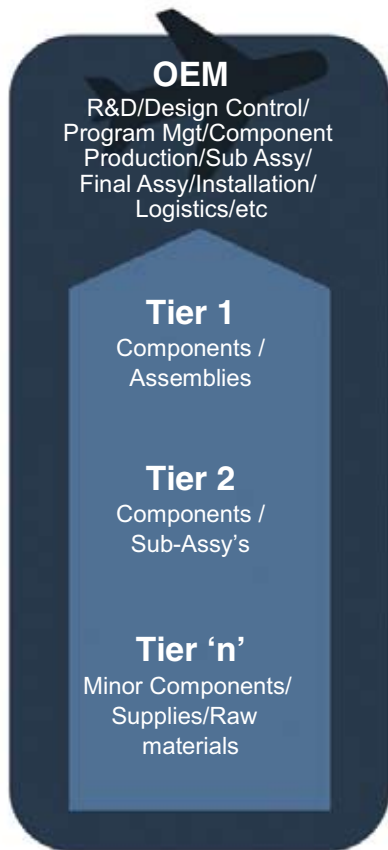 OEM
R&D/Design Control/
Program Mgt/Component
Production/Sub Assy/
Final Assy/Installation/
Logistics/etc
Tier 1
Components /
Assemblies
Tier 2
Components /
Sub-Assy's
Tier ‘n’
Minor Components/
Supplies/Raw
materials